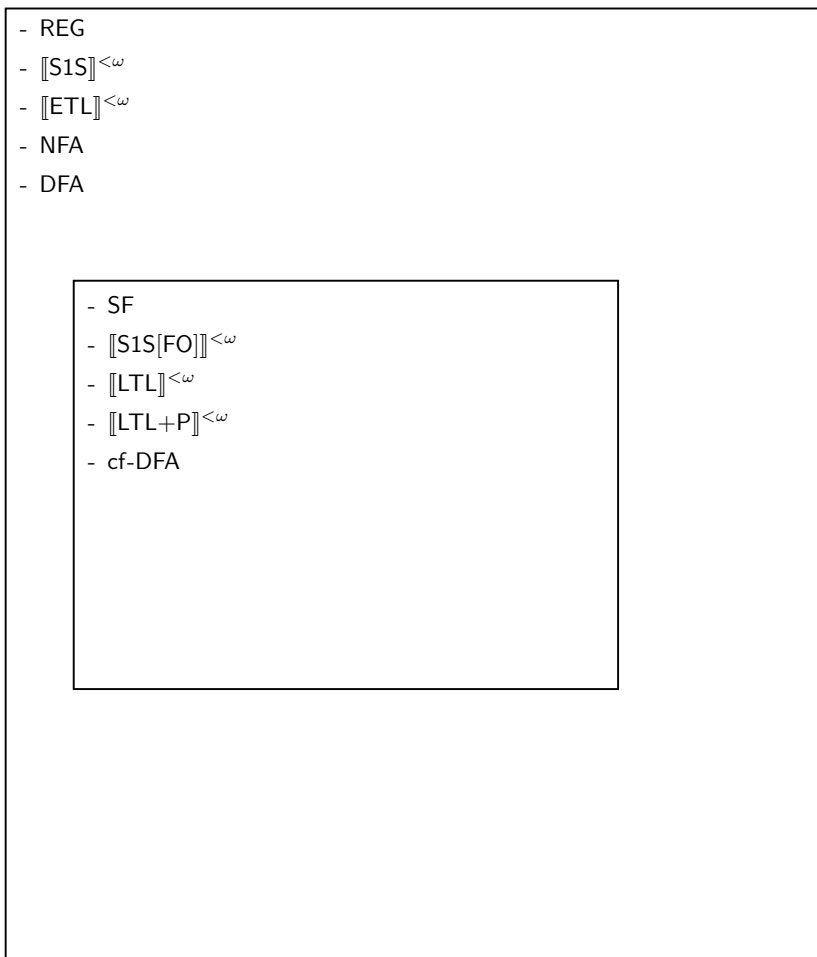 - REG
- ⟦S1S⟧<ω
- ⟦ETL⟧<ω
- NFA
- DFA
- SF
- ⟦S1S[FO]⟧<ω
- ⟦LTL⟧<ω
- ⟦LTL+P⟧<ω
- cf-DFA